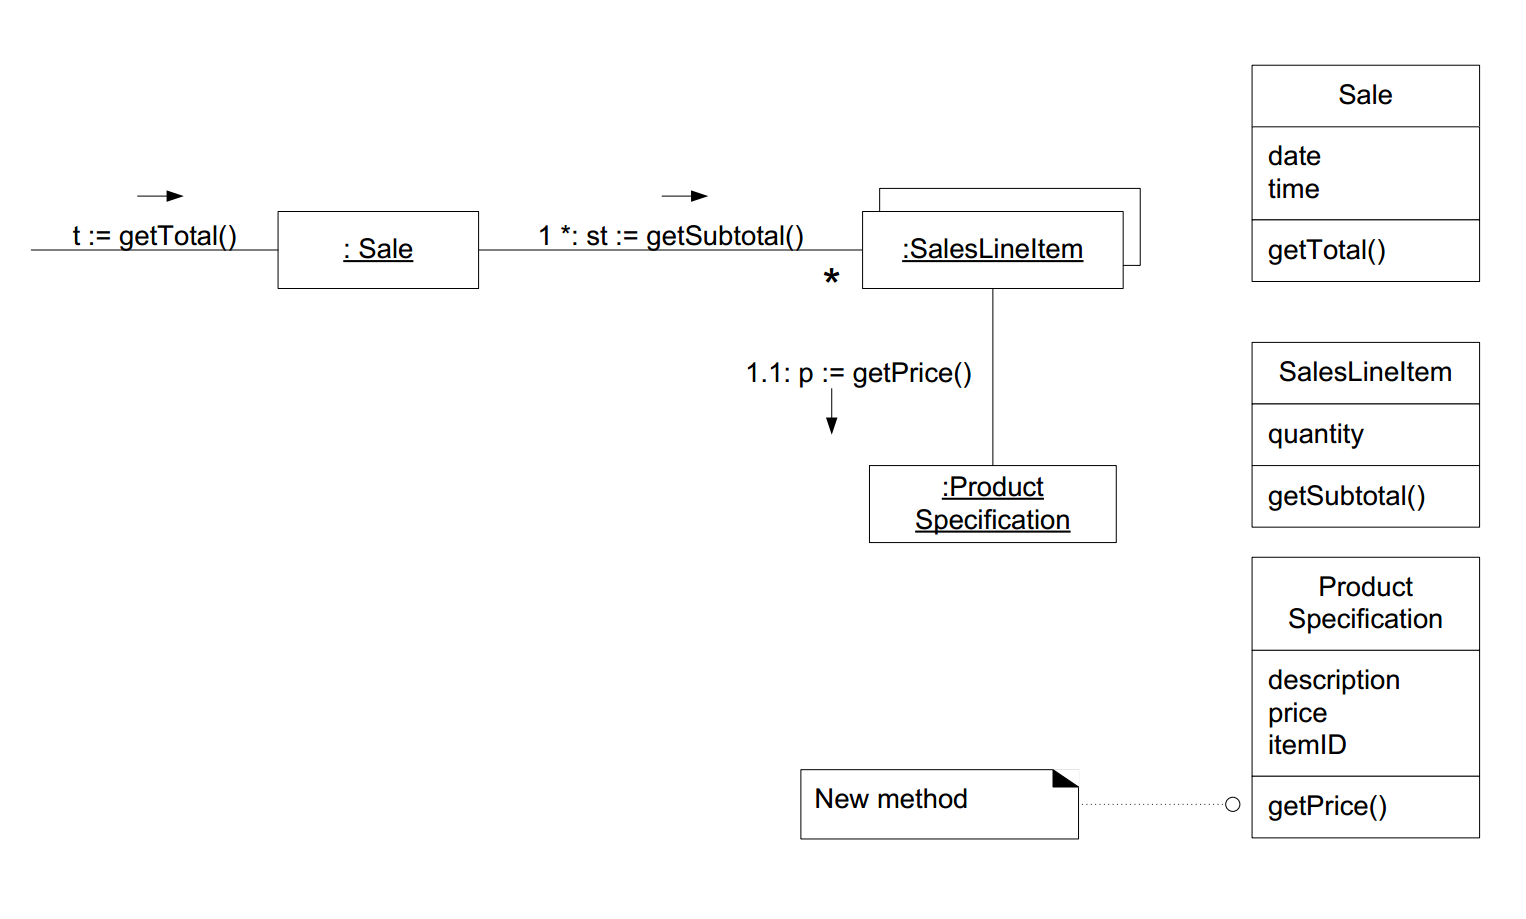 t := getTotal()
: Sale
1 *: st := getSubtotal()
:SalesLineItem
*
1.1: p := getPrice()
:Product
Specification
New method
Sale
date
time
getTotal()
SalesLineItem
quantity
getSubtotal()
Product
Specification
description
price
itemID
getPrice()